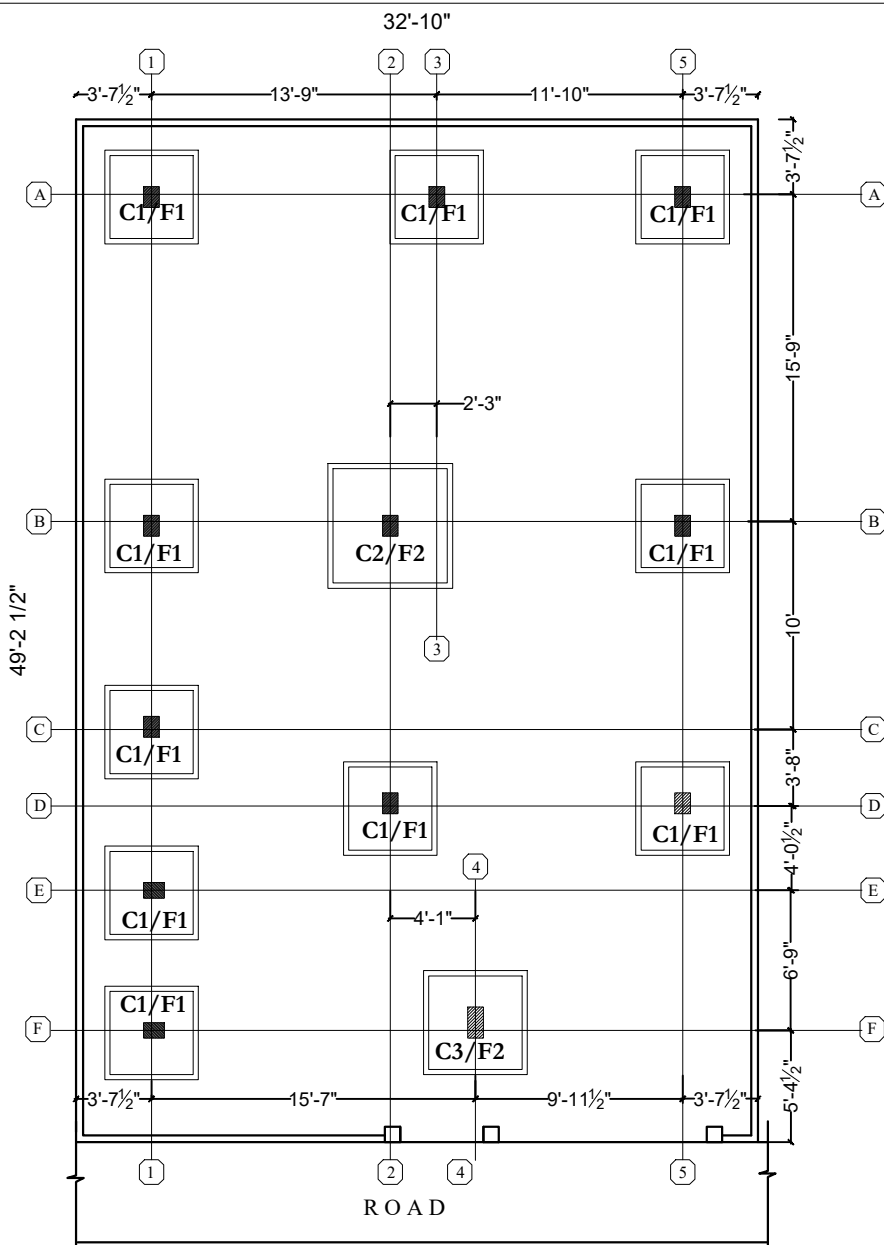 32'-10"
1 2 3 5
3'-7½" 13'-9" 11'-10" 3'-7½"
3'-7½"
A A
C1/F1 C1/F1 C1/F1
15'-9"
2'-3"
B B
C1/F1 C2/F2 C1/F1
49'-2 1/2"
10'
3
C C
C1/F1
3'-8"
D D
C1/F1 C1/F1
4'-0½"
4
E E
C1/F1
4'-1"
6'-9"
C1/F1
F F
C3/F2
5'-4½"
3'-7½" 15'-7" 9'-11½" 3'-7½"
1 2 4 5
ROAD